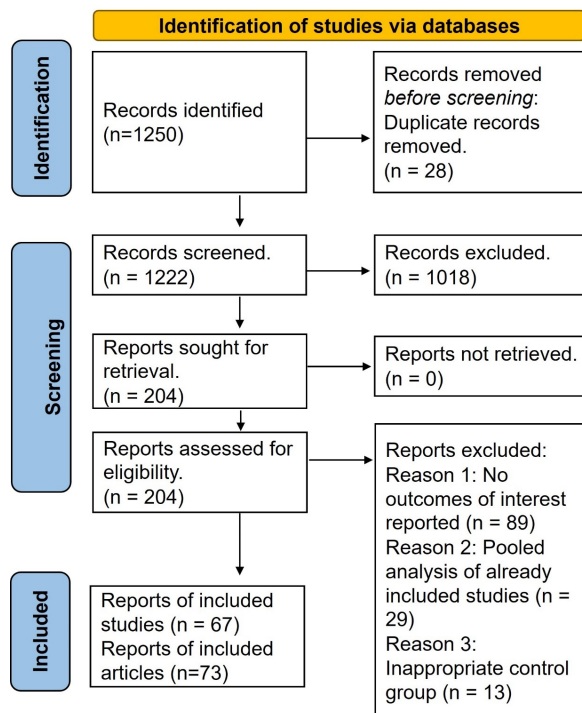 Identification of studies via databases
Identification
Records identified
(n=1250)
Records removed
before screening:
Duplicate records
removed.
(n = 28)
Screening
Records screened.
(n = 1222)
Records excluded.
(n = 1018)
Reports sought for
retrieval.
(n = 204)
Reports not retrieved.
(n = 0)
Reports assessed for
eligibility.
(n = 204)
Reports excluded:
Reason 1: No
outcomes of interest
reported (n = 89)
Reason 2: Pooled
analysis of already
included studies (n =
29)
Reason 3:
Inappropriate control
group (n = 13)
Included
Reports of included
studies (n = 67)
Reports of included
articles (n=73)